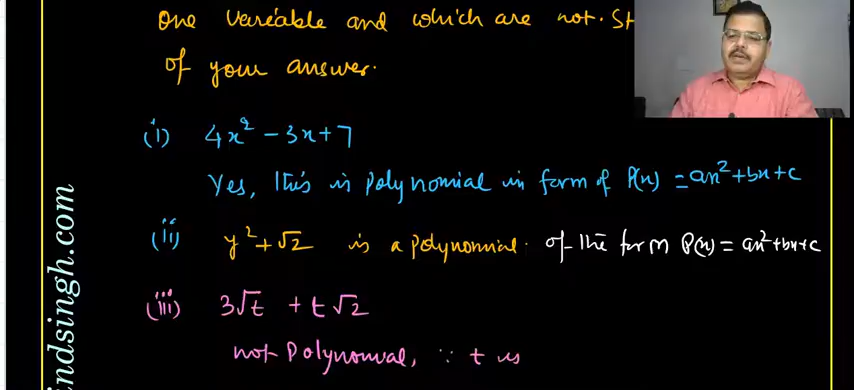 One variable and which are not. St
of your answer.
(i) 4x² - 3x + 7
Yes, this is polynomial in form of P(x) = ax² + bx + c
(ii) y² + √2 is a polynomial. of the form P(x) = ax² + bx + c
(iii) 3√t + t√2
not Polynomial, ∵ t is
indsingh.com